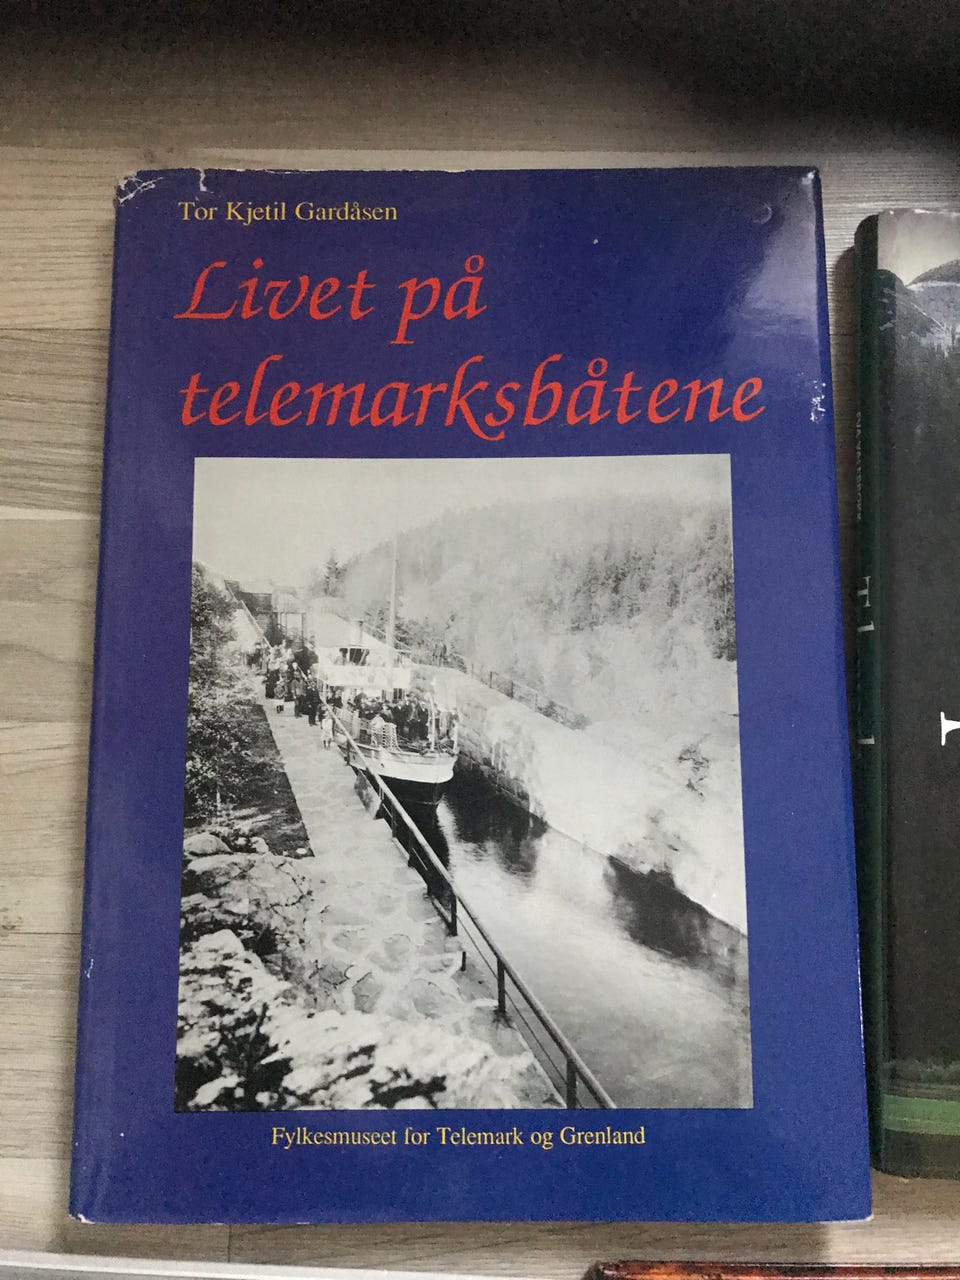 Tor Kjetil Gardåsen
Livet på
telemarksbåtene
Fylkesmuseet for Telemark og Grenland